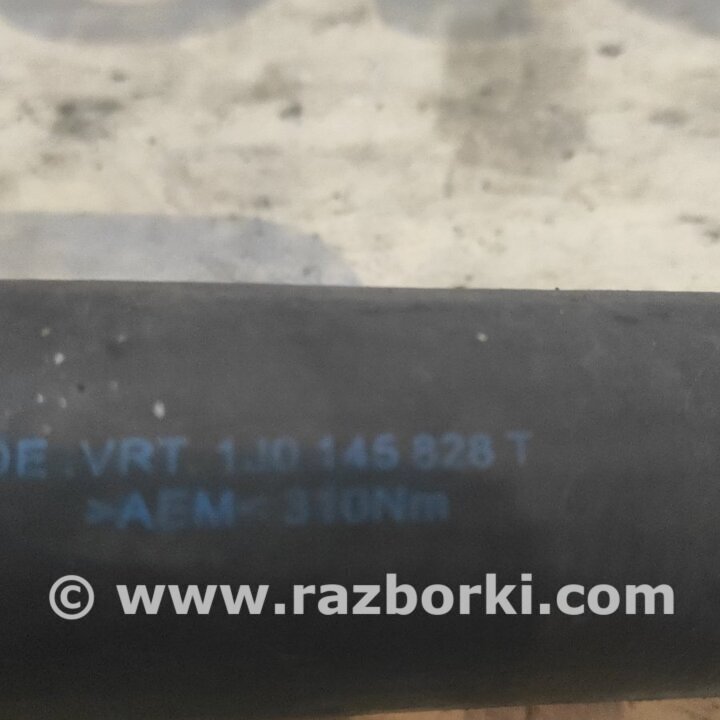 DE .VRT 1J0 145 828 T
>AEM< 310Nm
© www.razborki.com